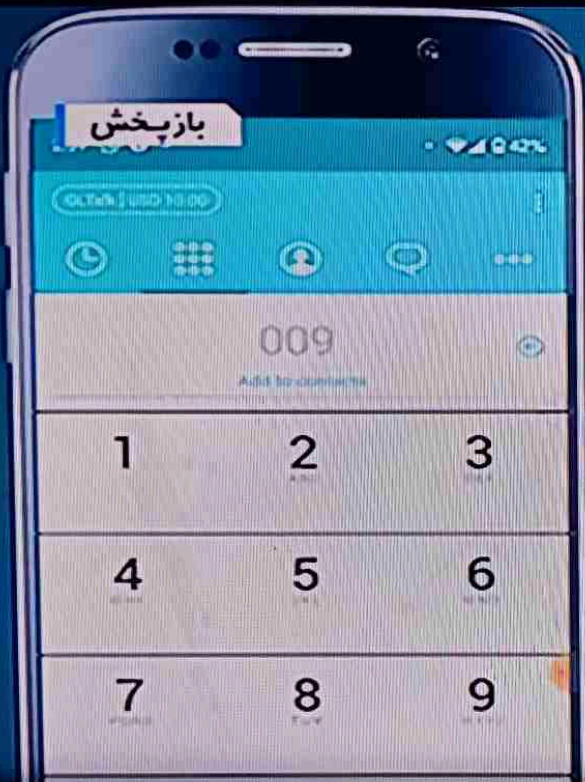 بازپخش
42%
USD 10.00
009
Add to contacts
1 2 3
ABC DEF
4 5 6
GHI JKL MNO
7 8 9
PQRS TUV WXYZ